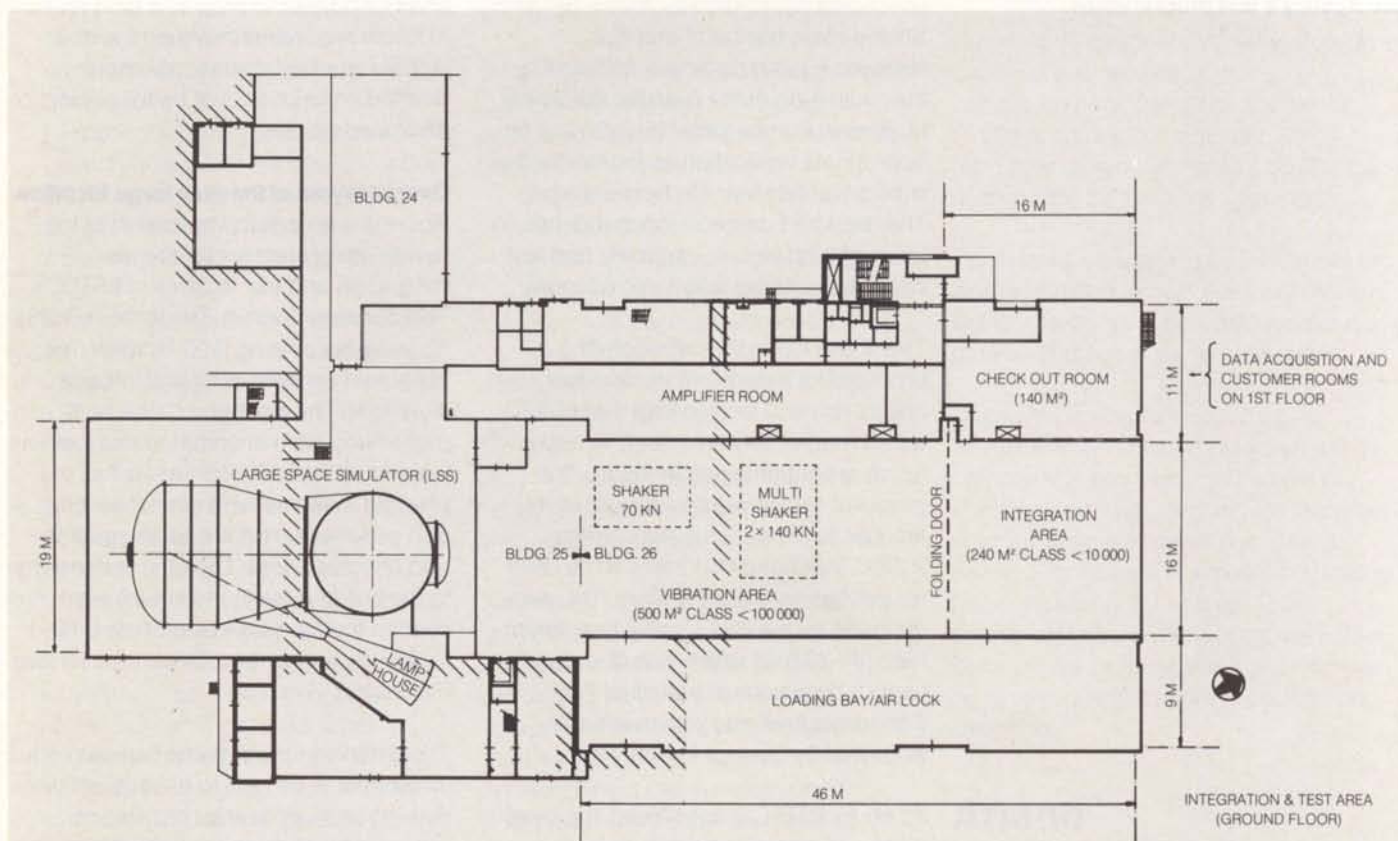 BLDG. 24
16 M
11 M
DATA ACQUISITION AND
CUSTOMER ROOMS
ON 1ST FLOOR
CHECK OUT ROOM
(140 M²)
AMPLIFIER ROOM
LARGE SPACE SIMULATOR (LSS)
SHAKER
70 KN
MULTI
SHAKER
2 × 140 KN
FOLDING DOOR
INTEGRATION
AREA
(240 M² CLASS < 10 000)
19 M
BLDG. 25
BLDG. 26
16 M
VIBRATION AREA
(500 M² CLASS < 100 000)
LAMP
HOUSE
LOADING BAY/AIR LOCK
9 M
46 M
INTEGRATION & TEST AREA
(GROUND FLOOR)